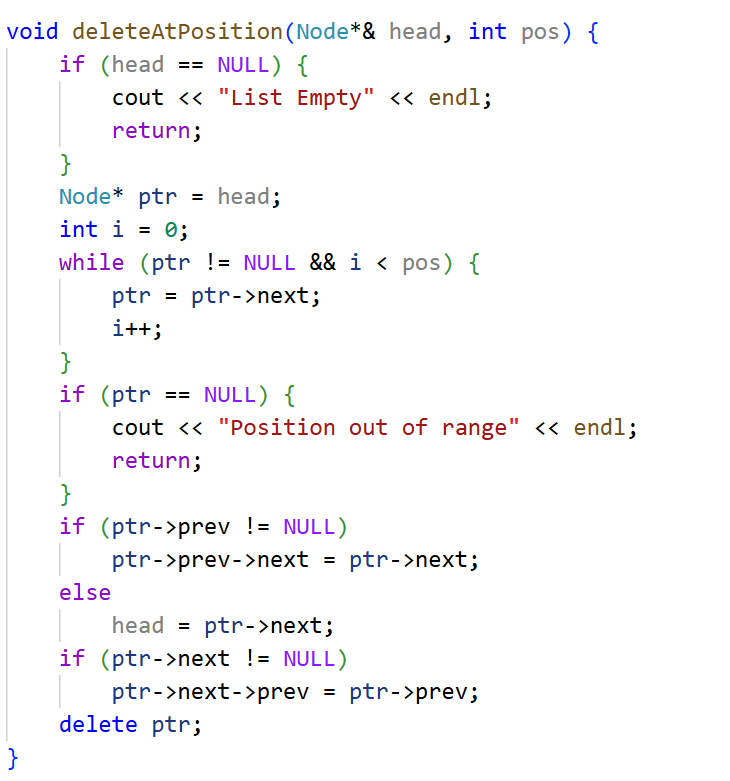 void deleteAtPosition(Node*& head, int pos) {
    if (head == NULL) {
        cout << "List Empty" << endl;
        return;
    }
    Node* ptr = head;
    int i = 0;
    while (ptr != NULL && i < pos) {
        ptr = ptr->next;
        i++;
    }
    if (ptr == NULL) {
        cout << "Position out of range" << endl;
        return;
    }
    if (ptr->prev != NULL)
        ptr->prev->next = ptr->next;
    else
        head = ptr->next;
    if (ptr->next != NULL)
        ptr->next->prev = ptr->prev;
    delete ptr;
}